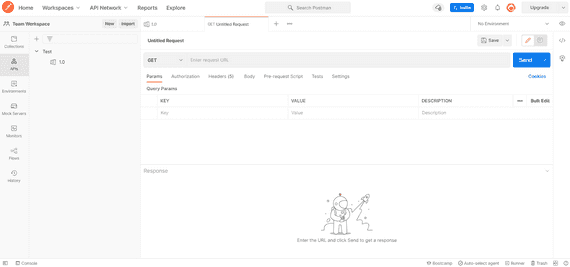 Home Workspaces API Network Reports Explore Search Postman Invite Upgrade
Team Workspace New Import 1.0 GET Untitled Request No Environment
Collections
APIs
Environments
Mock Servers
Monitors
Flows
History
Test
1.0
Untitled Request Save
GET Enter request URL Send
Params Authorization Headers (5) Body Pre-request Script Tests Settings Cookies
Query Params
KEY VALUE DESCRIPTION Bulk Edit
Key Value Description
Response
Enter the URL and click Send to get a response
Console Bootcamp Auto-select agent Runner Trash